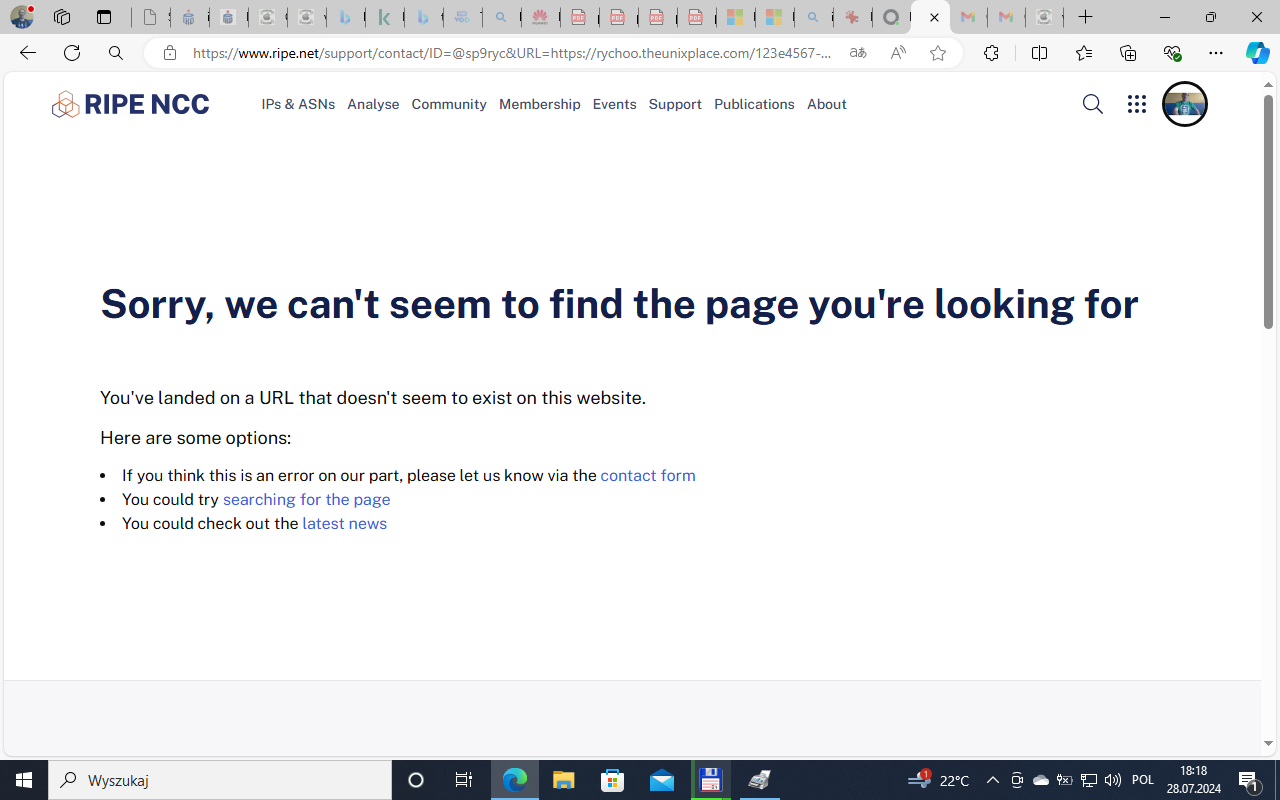 https://www.ripe.net/support/contact/ID=@sp9ryc&URL=https://rychoo.theunixplace.com/123e4567-...
RIPE NCC
IPs & ASNs Analyse Community Membership Events Support Publications About
Sorry, we can't seem to find the page you're looking for
You've landed on a URL that doesn't seem to exist on this website.
Here are some options:
• If you think this is an error on our part, please let us know via the contact form
• You could try searching for the page
• You could check out the latest news
Wyszukaj
1
22°C
POL
18:18
28.07.2024
1